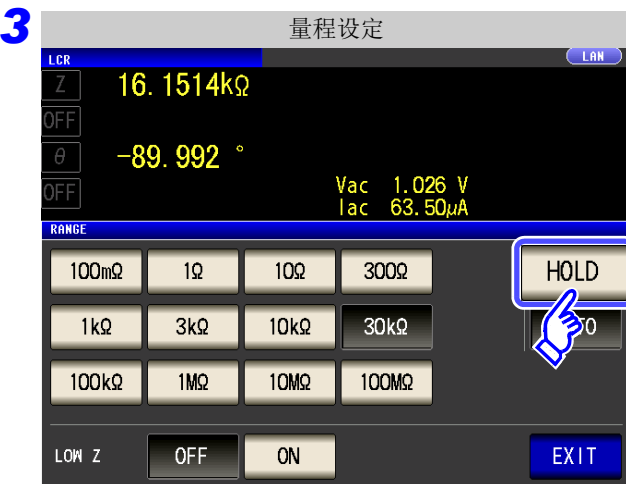 3
量程设定
LCR
LAN
Z 16.1514kΩ
OFF
θ -89.992 °
OFF
Vac 1.026 V
Iac 63.50μA
RANGE
100mΩ 1Ω 10Ω 300Ω HOLD
1kΩ 3kΩ 10kΩ 30kΩ
100kΩ 1MΩ 10MΩ 100MΩ
LOW Z OFF ON EXIT